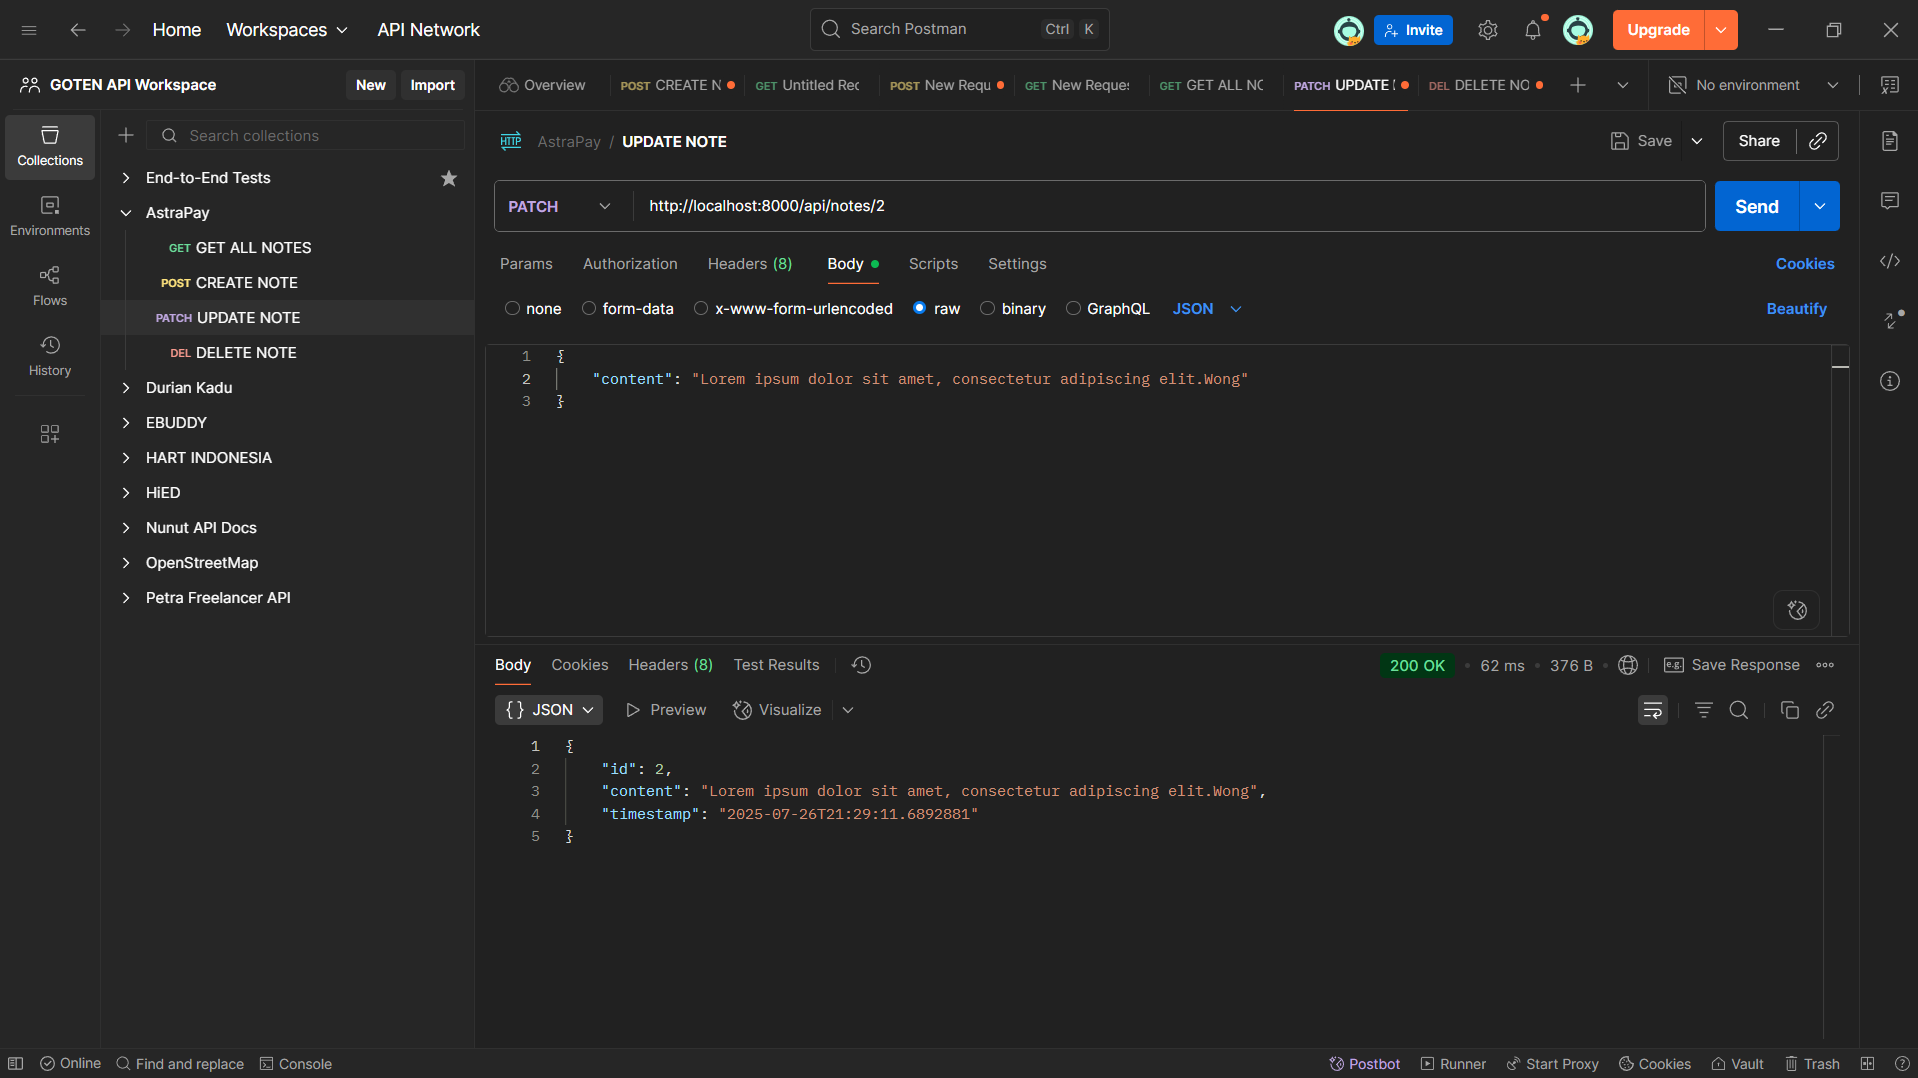 Home Workspaces API Network Search Postman Ctrl K Invite Upgrade
GOTEN API Workspace New Import Overview POST CREATE N GET Untitled Rec POST New Requ GET New Reques GET GET ALL NO PATCH UPDATE DEL DELETE NO No environment
Collections
Environments
Flows
History
Search collections
End-to-End Tests
AstraPay
GET GET ALL NOTES
POST CREATE NOTE
PATCH UPDATE NOTE
DEL DELETE NOTE
Durian Kadu
EBUDDY
HART INDONESIA
HiED
Nunut API Docs
OpenStreetMap
Petra Freelancer API
HTTP AstraPay / UPDATE NOTE Save Share
PATCH http://localhost:8000/api/notes/2 Send
Params Authorization Headers (8) Body Scripts Settings Cookies
none form-data x-www-form-urlencoded raw binary GraphQL JSON Beautify
1 {
2 "content": "Lorem ipsum dolor sit amet, consectetur adipiscing elit.Wong"
3 }
Body Cookies Headers (8) Test Results 200 OK • 62 ms • 376 B • e.g. Save Response
{} JSON Preview Visualize
1 {
2 "id": 2,
3 "content": "Lorem ipsum dolor sit amet, consectetur adipiscing elit.Wong",
4 "timestamp": "2025-07-26T21:29:11.6892881"
5 }
Online Find and replace Console Postbot Runner Start Proxy Cookies Vault Trash